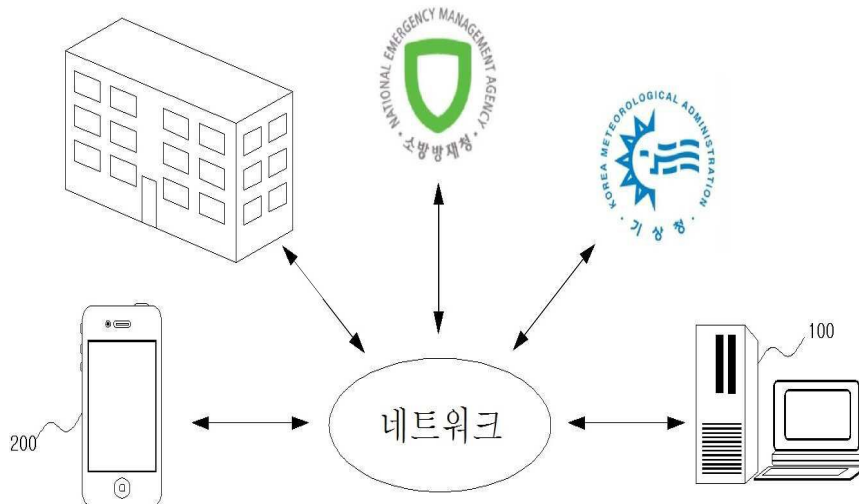 NATIONAL EMERGENCY MANAGEMENT AGENCY
소방방재청
KOREA METEOROLOGICAL ADMINISTRATION
기상청
100
200
네트워크